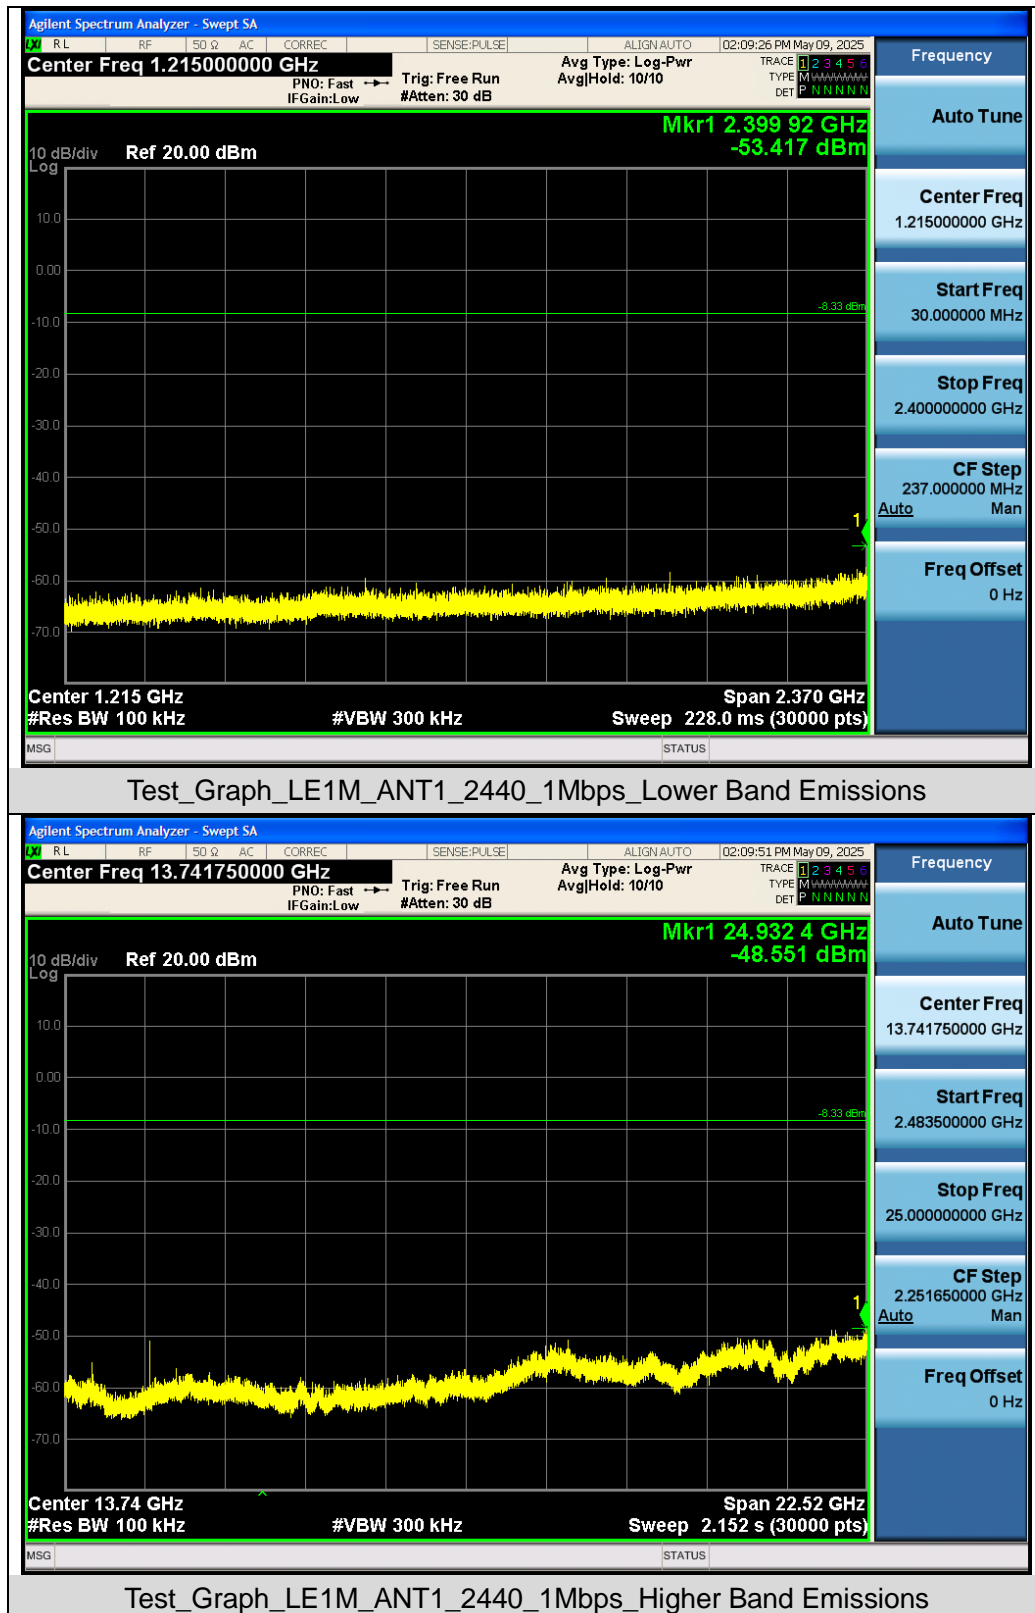 Agilent Spectrum Analyzer - Swept SA
LXI RL RF 50 Ω AC CORREC SENSE:PULSE ALIGN AUTO 02:09:26 PM May 09, 2025
Center Freq 1.215000000 GHz Avg Type: Log-Pwr TRACE 1 2 3 4 5 6
PNO: Fast Trig: Free Run Avg|Hold: 10/10 TYPE M WWWWW
IFGain:Low #Atten: 30 dB DET P N N N N N
Mkr1 2.399 92 GHz
-53.417 dBm
10 dB/div Ref 20.00 dBm
Log
10.0
0.00
-8.33 dBm
-10.0
-20.0
-30.0
-40.0
-50.0
1
-60.0
-70.0
Center 1.215 GHz Span 2.370 GHz
#Res BW 100 kHz #VBW 300 kHz Sweep 228.0 ms (30000 pts)
MSG STATUS
Frequency
Auto Tune
Center Freq
1.215000000 GHz
Start Freq
30.000000 MHz
Stop Freq
2.400000000 GHz
CF Step
237.000000 MHz
Auto Man
Freq Offset
0 Hz
Test_Graph_LE1M_ANT1_2440_1Mbps_Lower Band Emissions
Agilent Spectrum Analyzer - Swept SA
LXI RL RF 50 Ω AC CORREC SENSE:PULSE ALIGN AUTO 02:09:51 PM May 09, 2025
Center Freq 13.741750000 GHz Avg Type: Log-Pwr TRACE 1 2 3 4 5 6
PNO: Fast Trig: Free Run Avg|Hold: 10/10 TYPE M WWWWW
IFGain:Low #Atten: 30 dB DET P N N N N N
Mkr1 24.932 4 GHz
-48.551 dBm
10 dB/div Ref 20.00 dBm
Log
10.0
0.00
-8.33 dBm
-10.0
-20.0
-30.0
-40.0
1
-50.0
-60.0
-70.0
Center 13.74 GHz Span 22.52 GHz
#Res BW 100 kHz #VBW 300 kHz Sweep 2.152 s (30000 pts)
MSG STATUS
Frequency
Auto Tune
Center Freq
13.741750000 GHz
Start Freq
2.483500000 GHz
Stop Freq
25.000000000 GHz
CF Step
2.251650000 GHz
Auto Man
Freq Offset
0 Hz
Test_Graph_LE1M_ANT1_2440_1Mbps_Higher Band Emissions